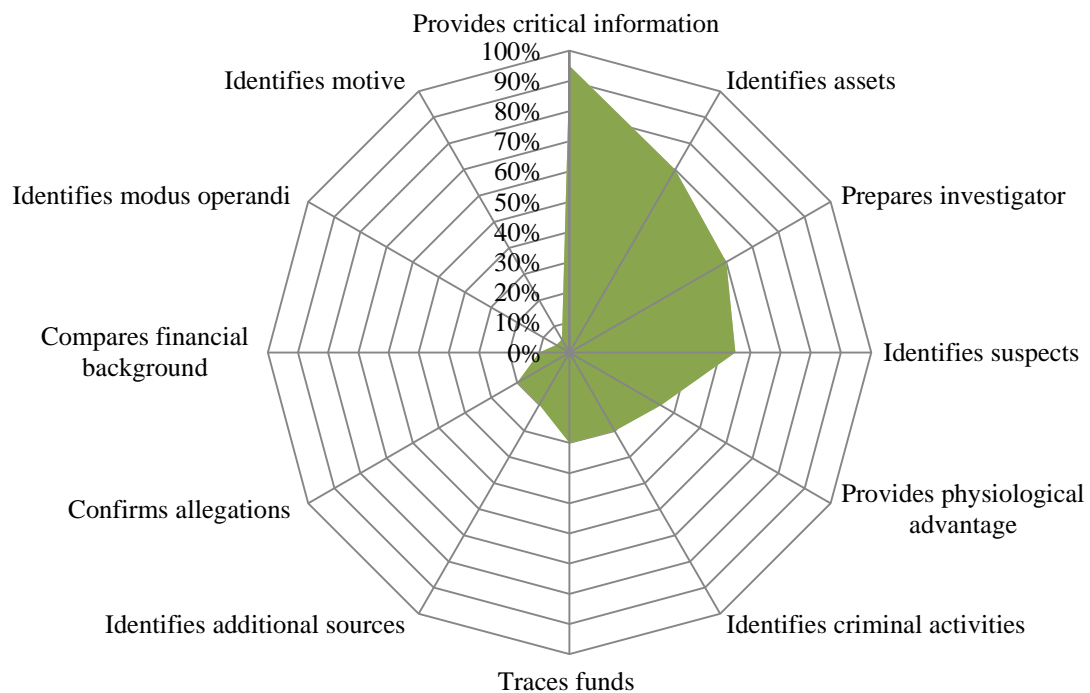 Provides critical information
100%
90%
80%
70%
60%
50%
40%
30%
20%
10%
0%
Identifies assets
Prepares investigator
Identifies suspects
Provides physiological
advantage
Identifies criminal activities
Traces funds
Identifies additional sources
Confirms allegations
Compares financial
background
Identifies modus operandi
Identifies motive